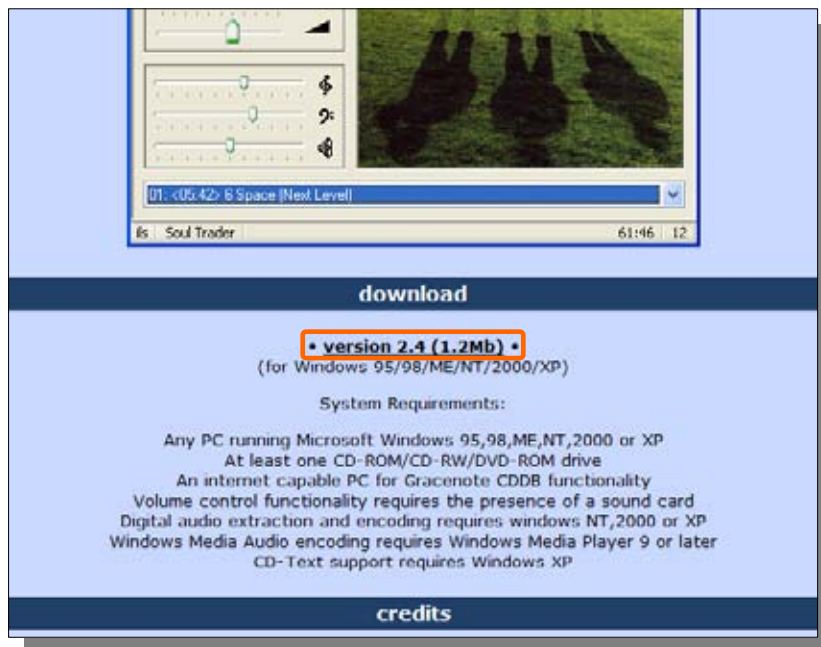 01: <05:42> 6 Space (Next Level)
ils Soul Trader 61:46 12
download
• version 2.4 (1.2Mb) •
(for Windows 95/98/ME/NT/2000/XP)
System Requirements:
Any PC running Microsoft Windows 95,98,ME,NT,2000 or XP
At least one CD-ROM/CD-RW/DVD-ROM drive
An internet capable PC for Gracenote CDDB functionality
Volume control functionality requires the presence of a sound card
Digital audio extraction and encoding requires windows NT,2000 or XP
Windows Media Audio encoding requires Windows Media Player 9 or later
CD-Text support requires Windows XP
credits